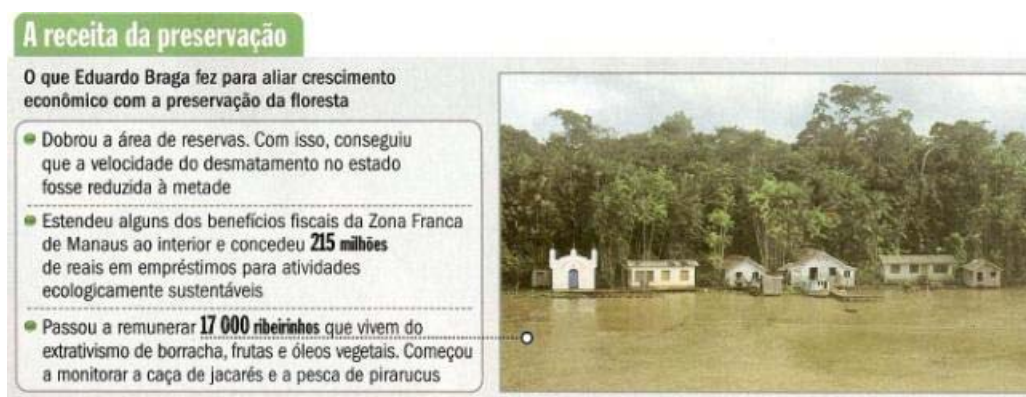 A receita da preservação
O que Eduardo Braga fez para aliar crescimento
econômico com a preservação da floresta
Dobrou a área de reservas. Com isso, conseguiu
que a velocidade do desmatamento no estado
fosse reduzida à metade
Estendeu alguns dos benefícios fiscais da Zona Franca
de Manaus ao interior e concedeu 215 milhões
de reais em empréstimos para atividades
ecologicamente sustentáveis
Passou a remunerar 17 000 ribeirinhos que vivem do
extrativismo de borracha, frutas e óleos vegetais. Começou
a monitorar a caça de jacarés e a pesca de pirarucus